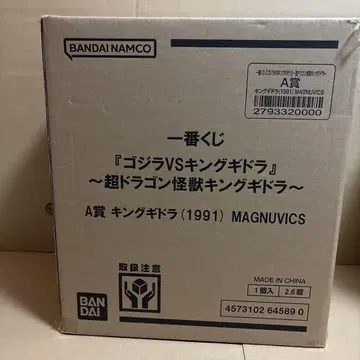 BANDAI NAMCO
A賞
キングギドラ(1991) MAGNUVICS
2793320000
一番くじ
『ゴジラVSキングギドラ』
～超ドラゴン怪獣キングギドラ～
A賞 キングギドラ(1991) MAGNUVICS
取扱注意
BAN
DAI
MADE IN CHINA
1個入
4573102 64589 0